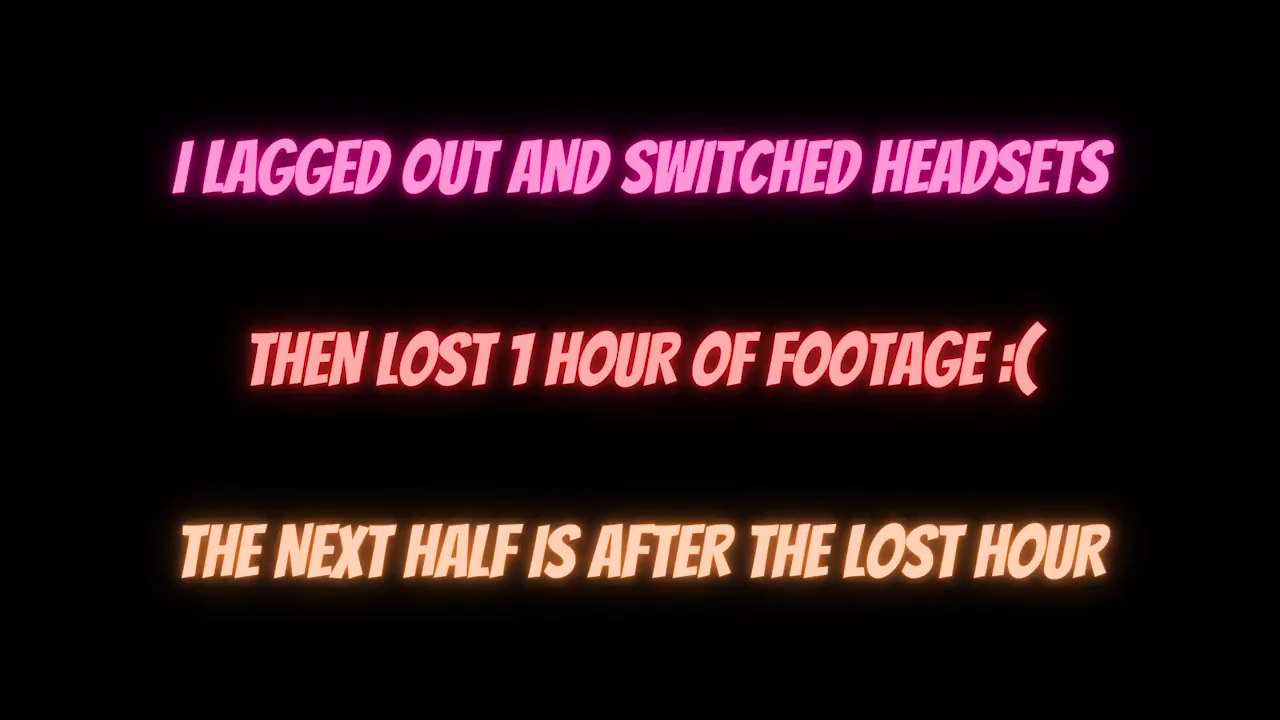 I LAGGED OUT AND SWITCHED HEADSETS
THEN LOST 1 HOUR OF FOOTAGE :(
THE NEXT HALF IS AFTER THE LOST HOUR